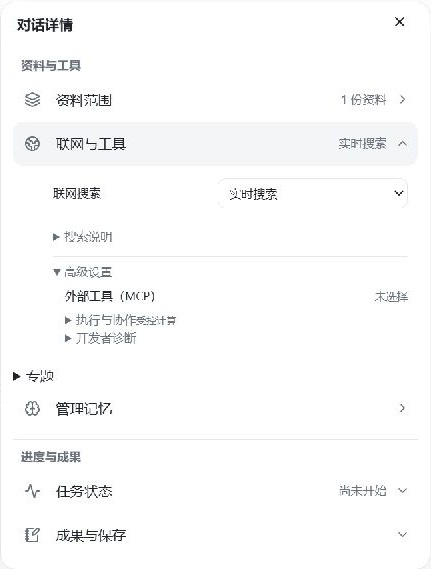 对话详情
资料与工具
资料范围 1 份资料
联网与工具 实时搜索
联网搜索 实时搜索
▶ 搜索说明
▼ 高级设置
外部工具（MCP） 未选择
▶ 执行与协作受控计算
▶ 开发者诊断
▶ 专题
管理记忆
进度与成果
任务状态 尚未开始
成果与保存